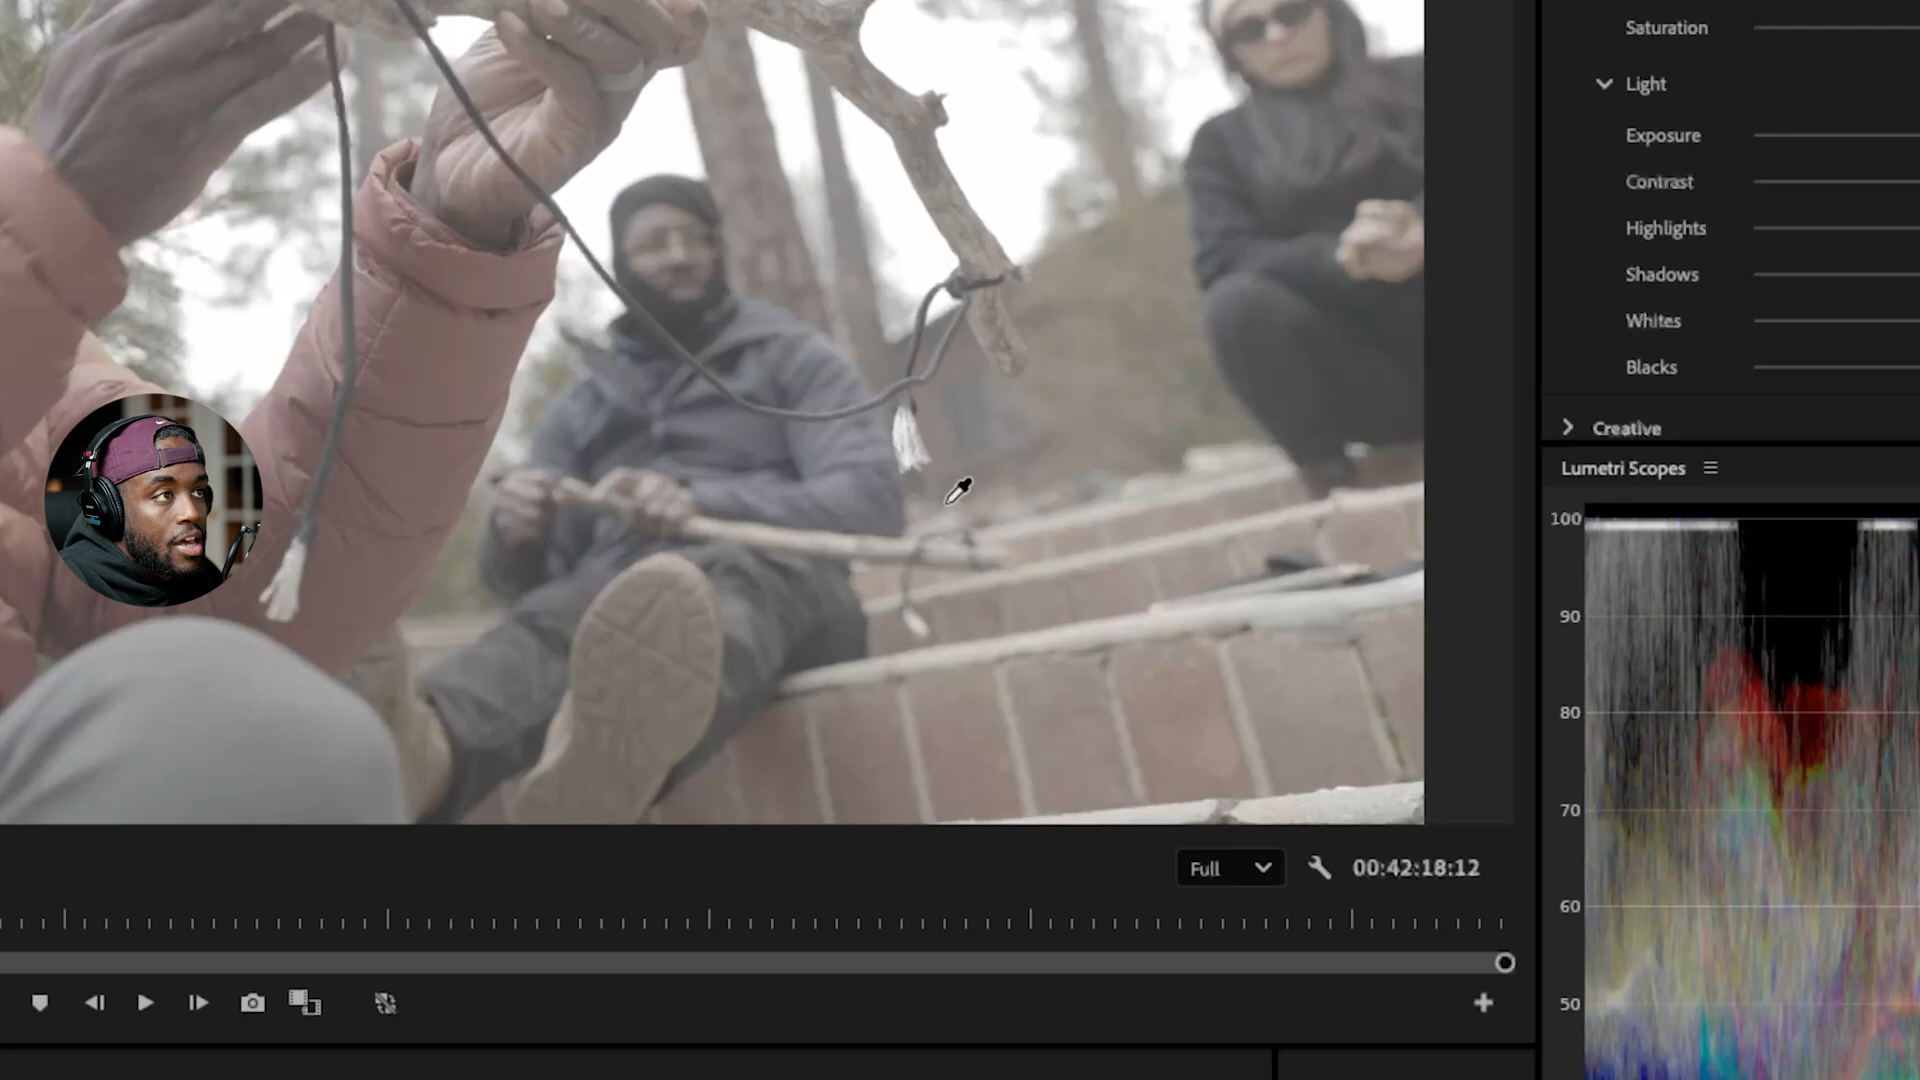 Saturation
Light
Exposure
Contrast
Highlights
Shadows
Whites
Blacks
Creative
Lumetri Scopes
100
90
80
70
60
50
Full
00:42:18:12